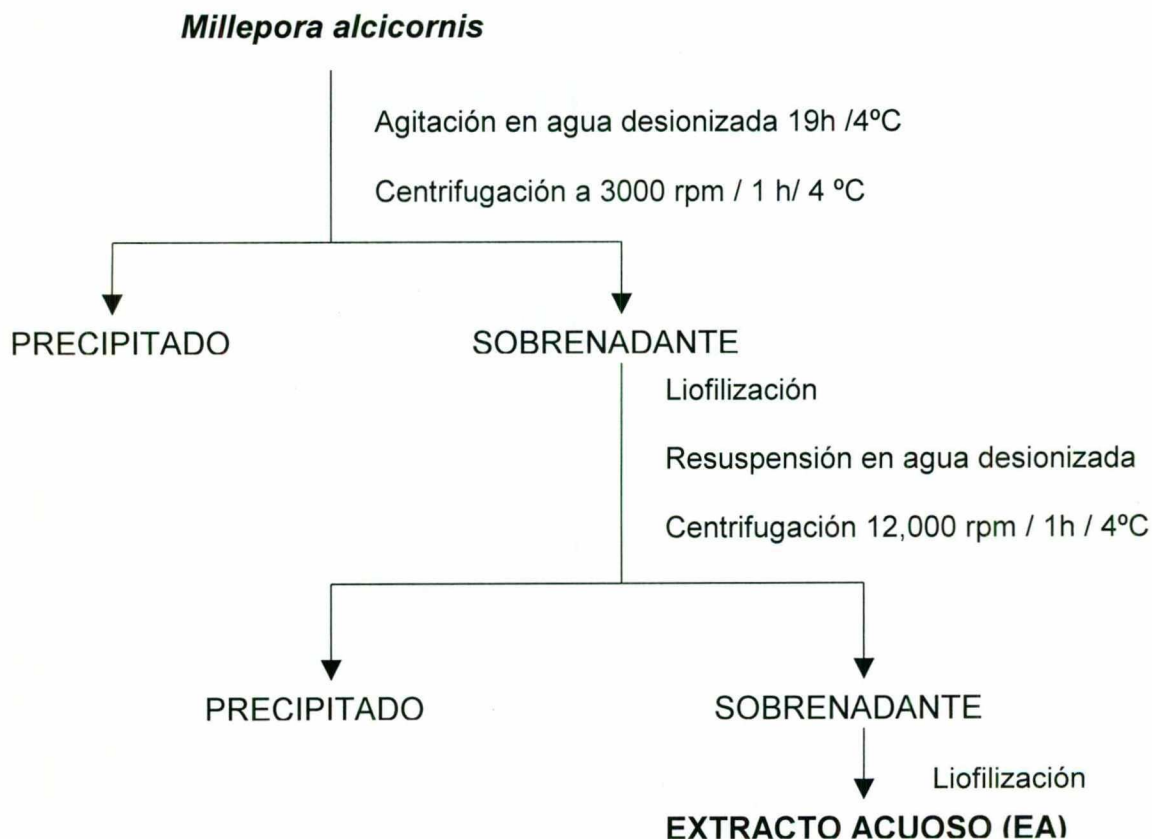 Millepora alcicornis
Agitación en agua desionizada 19h /4ºC
Centrifugación a 3000 rpm / 1 h/ 4 ºC
PRECIPITADO
SOBRENADANTE
Liofilización
Resuspensión en agua desionizada
Centrifugación 12,000 rpm / 1h / 4ºC
PRECIPITADO
SOBRENADANTE
Liofilización
EXTRACTO ACUOSO (EA)